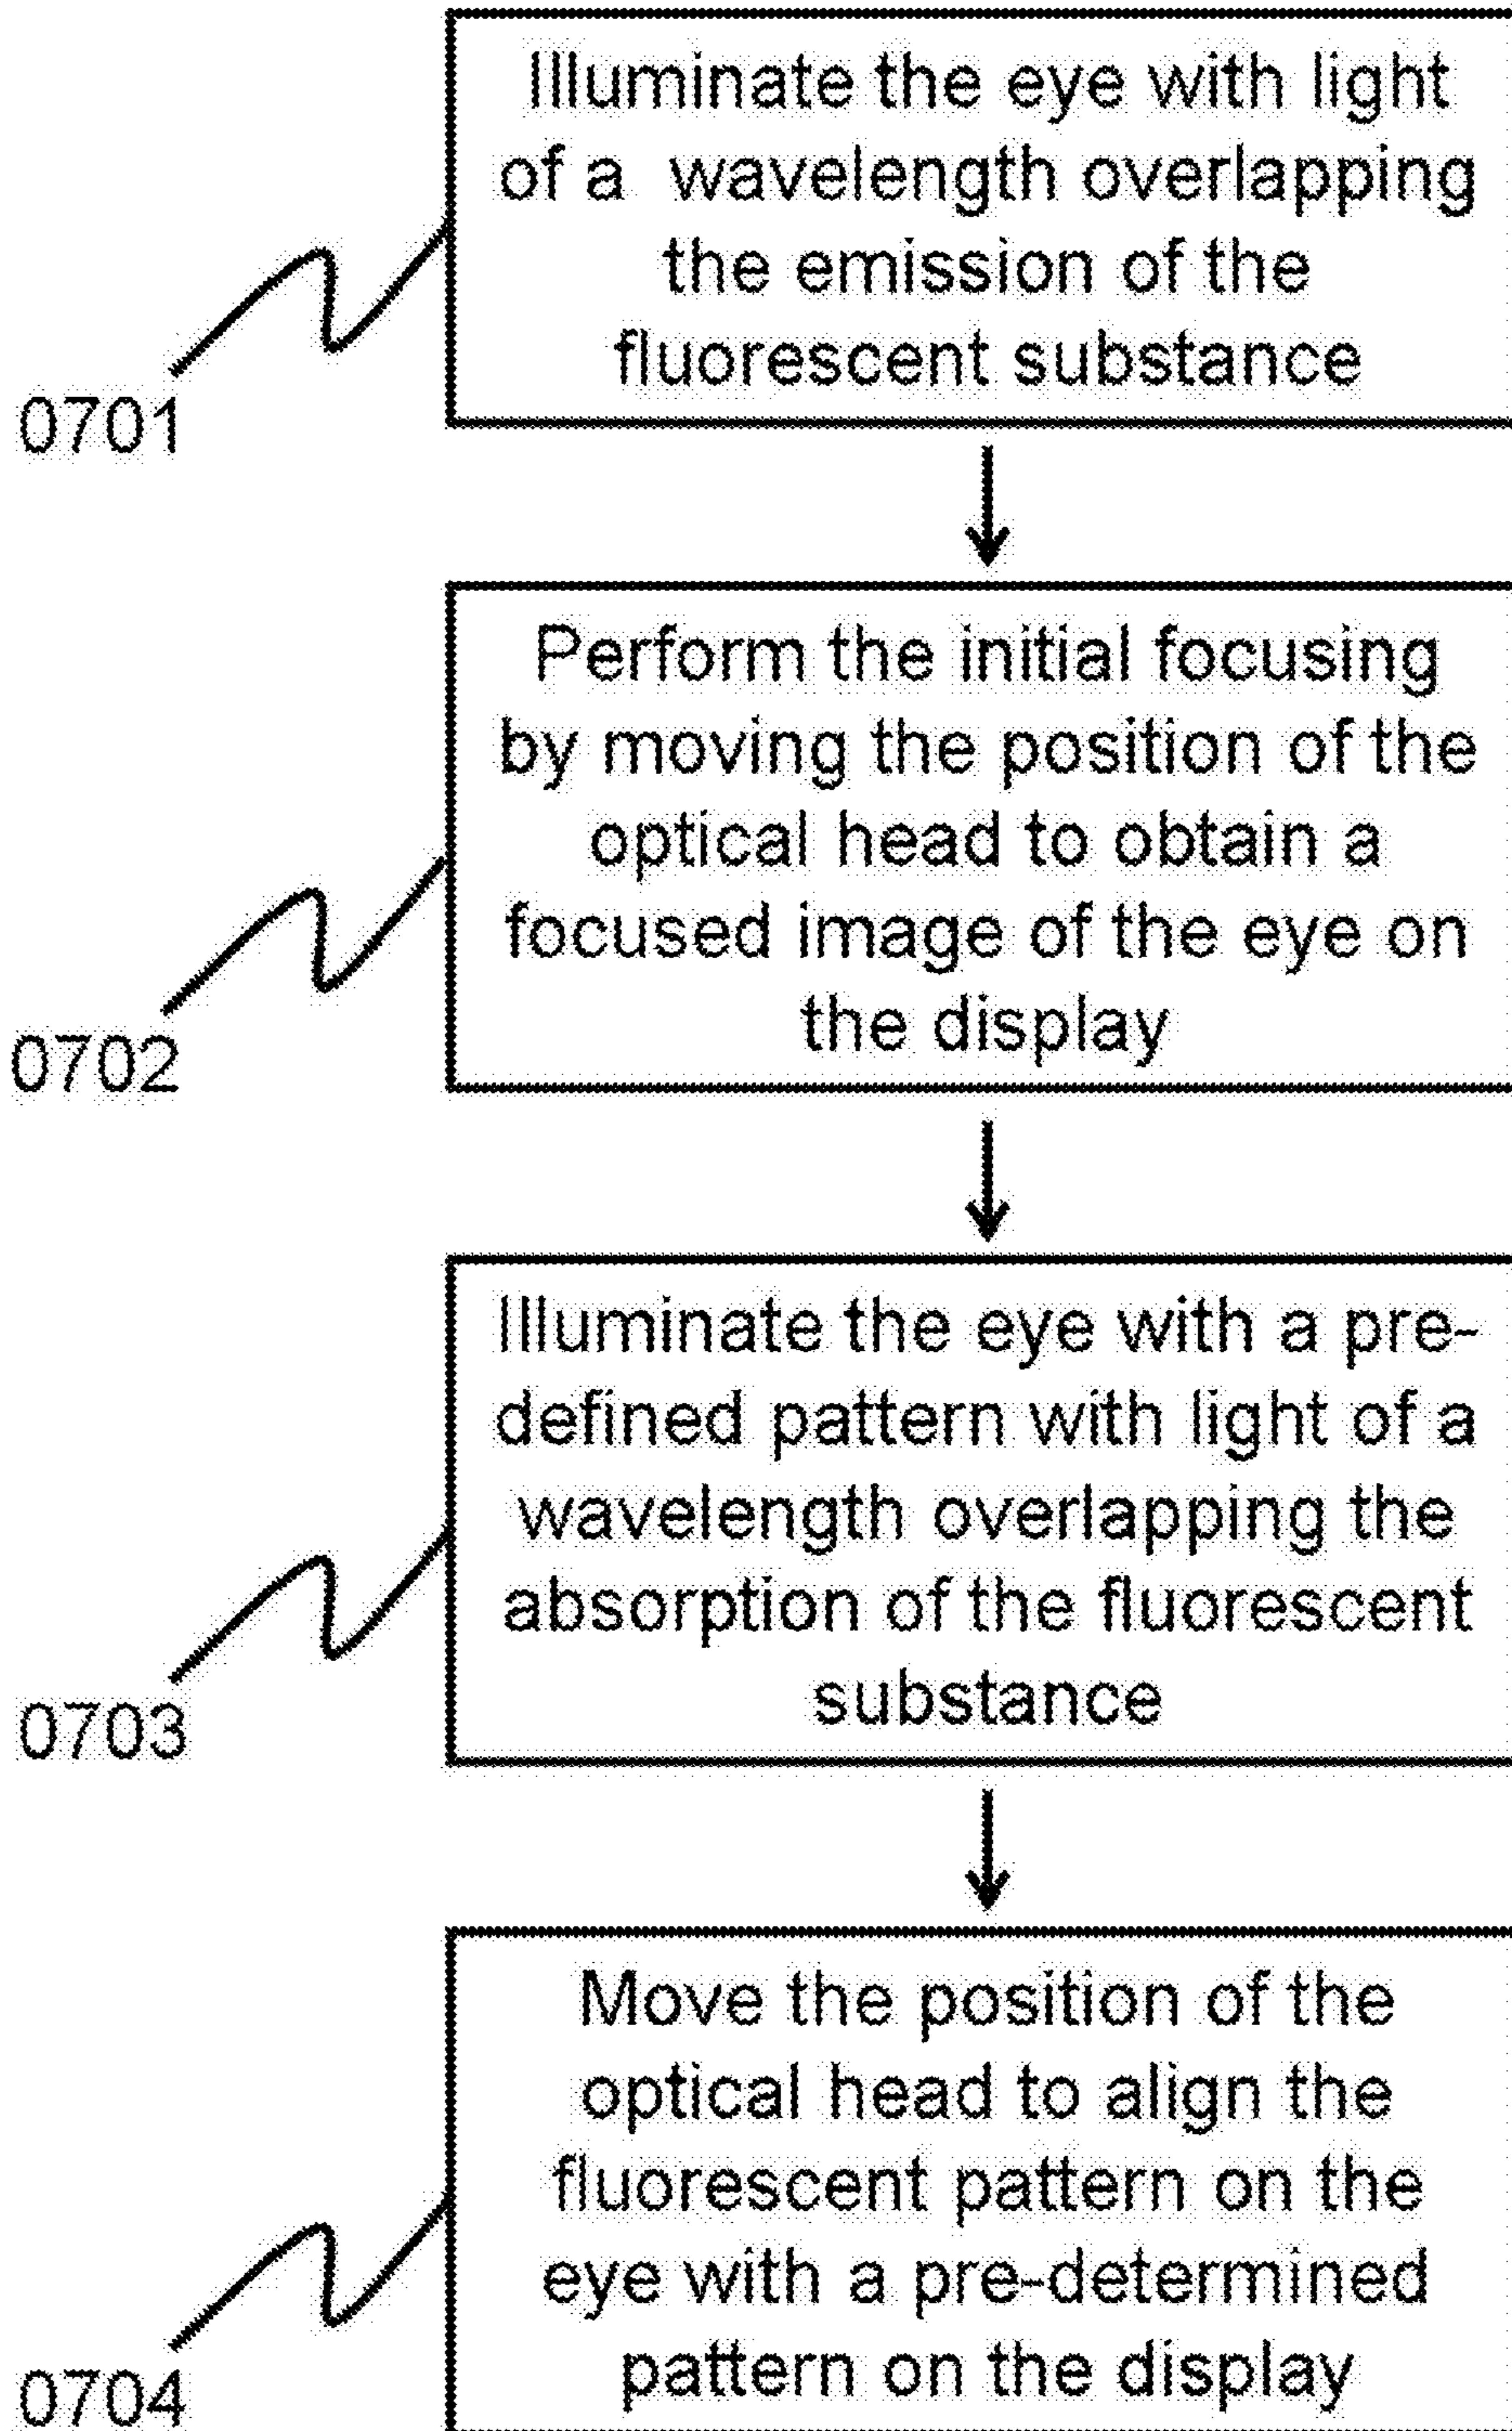 Illuminate the eye with light
of a wavelength overlapping
the emission of the
fluorescent substance
0701
Perform the initial focusing
by moving the position of the
optical head to obtain a
focused image of the eye on
the display
0702
Illuminate the eye with a pre-
defined pattern with light of a
wavelength overlapping the
absorption of the fluorescent
substance
0703
Move the position of the
optical head to align the
fluorescent pattern on the
eye with a pre-determined
pattern on the display
0704